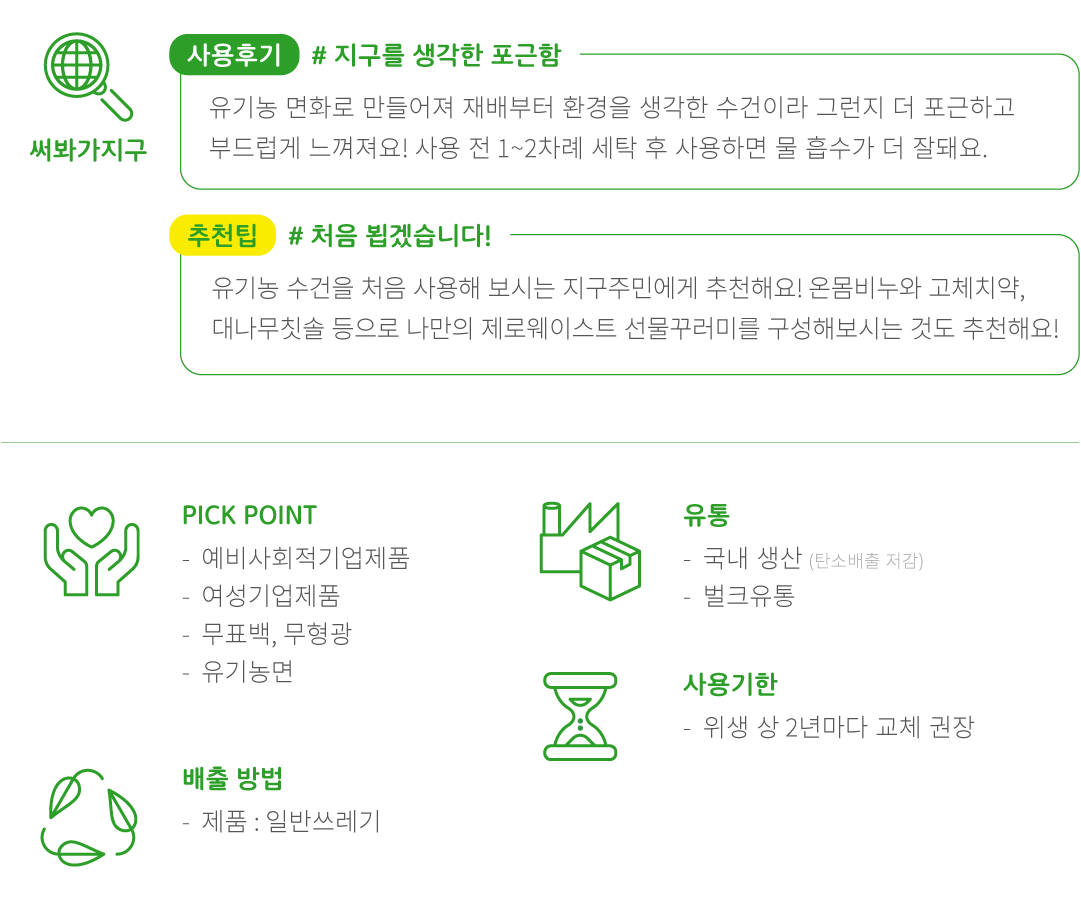 써봐가지구
사용후기 # 지구를 생각한 포근함
유기농 면화로 만들어져 재배부터 환경을 생각한 수건이라 그런지 더 포근하고
부드럽게 느껴져요! 사용 전 1~2차례 세탁 후 사용하면 물 흡수가 더 잘돼요.
추천팁 # 처음 뵙겠습니다!
유기농 수건을 처음 사용해 보시는 지구주민에게 추천해요! 온몸비누와 고체치약,
대나무칫솔 등으로 나만의 제로웨이스트 선물꾸러미를 구성해보시는 것도 추천해요!
PICK POINT
- 예비사회적기업제품
- 여성기업제품
- 무표백, 무형광
- 유기농면
유통
- 국내 생산 (탄소배출 저감)
- 벌크유통
사용기한
- 위생 상 2년마다 교체 권장
배출 방법
- 제품 : 일반쓰레기